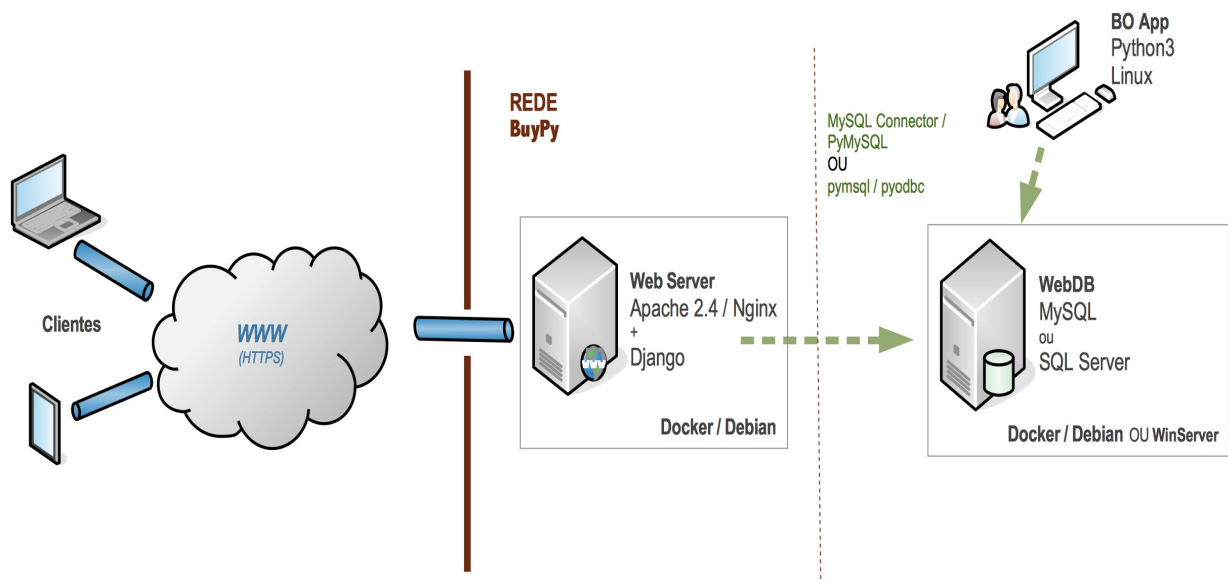 Clientes
WWW
(HTTPS)
REDE
BuyPy
Web Server
Apache 2.4 / Nginx
+
Django
Docker / Debian
MySQL Connector /
PyMySQL
OU
pymsql / pyodbc
BO App
Python3
Linux
WebDB
MySQL
ou
SQL Server
Docker / Debian OU WinServer